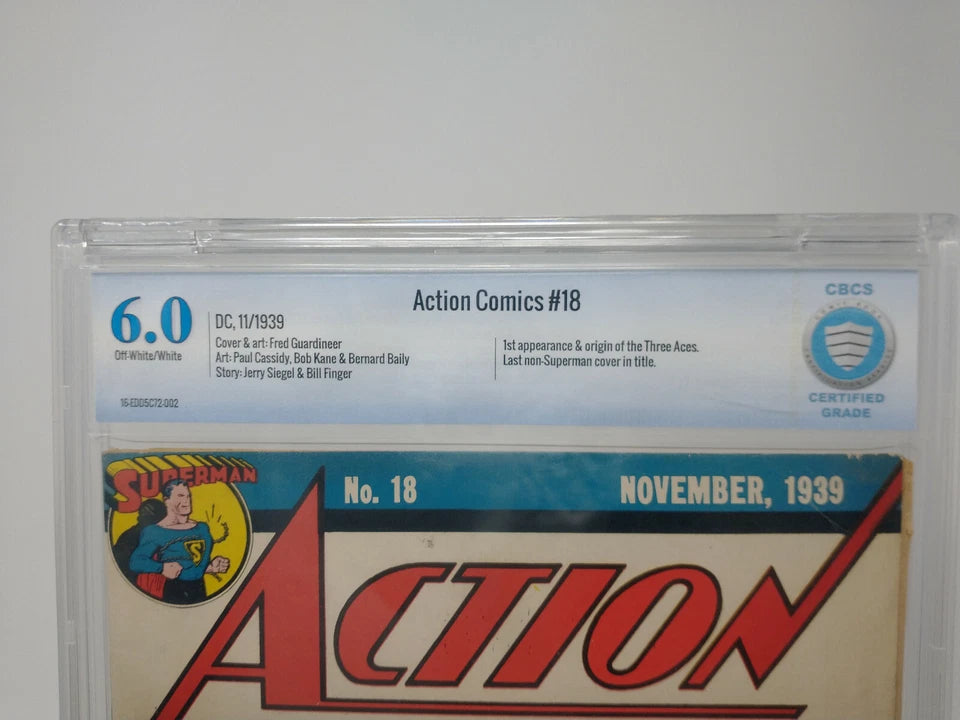 6.0
Off-White/White
16-EDD5C72-002
Action Comics #18
DC, 11/1939
Cover & art: Fred Guardineer
Art: Paul Cassidy, Bob Kane & Bernard Baily
Story: Jerry Siegel & Bill Finger
1st appearance & origin of the Three Aces.
Last non-Superman cover in title.
CBCS
CERTIFIED
GRADE
SUPERMAN
S
No. 18
NOVEMBER, 1939
ACTION